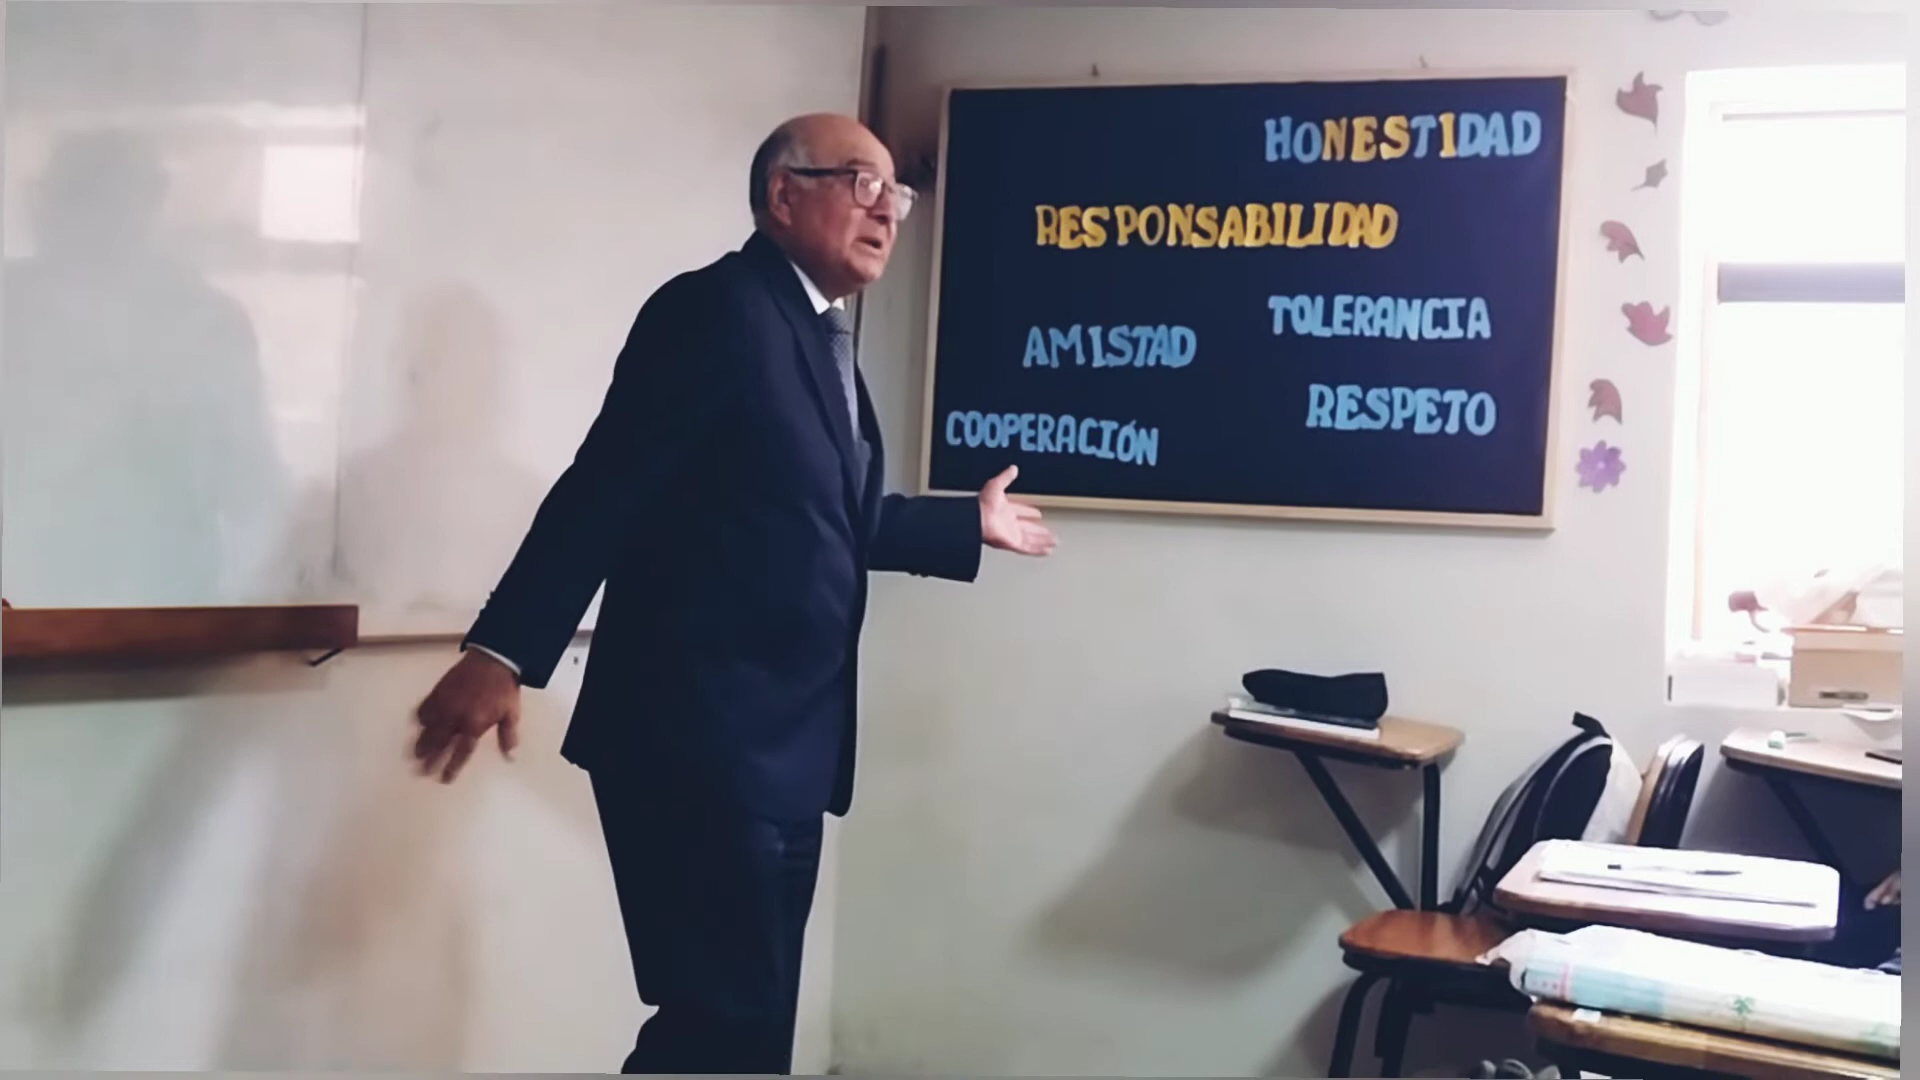 HONESTIDAD
RESPONSABILIDAD
TOLERANCIA
AMISTAD
RESPETO
COOPERACIÓN